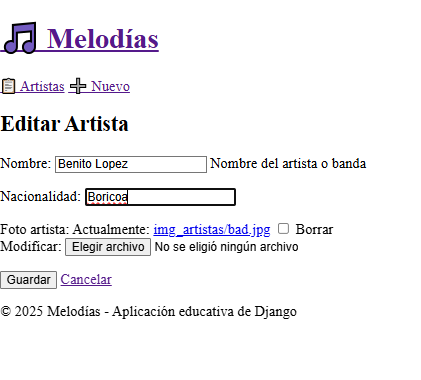 Melodías
Artistas Nuevo
Editar Artista
Nombre: Benito Lopez Nombre del artista o banda
Nacionalidad: Boricoa
Foto artista: Actualmente: img_artistas/bad.jpg Borrar
Modificar: Elegir archivo No se eligió ningún archivo
Guardar Cancelar
© 2025 Melodías - Aplicación educativa de Django